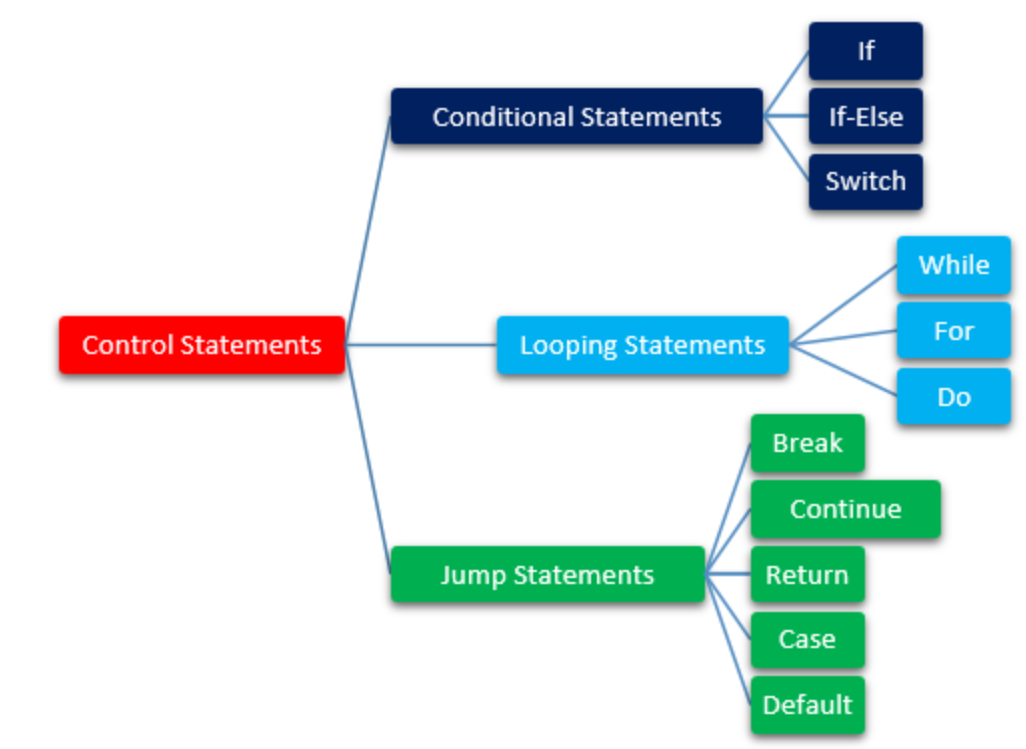 Control Statements
Conditional Statements
If
If-Else
Switch
Looping Statements
While
For
Do
Jump Statements
Break
Continue
Return
Case
Default